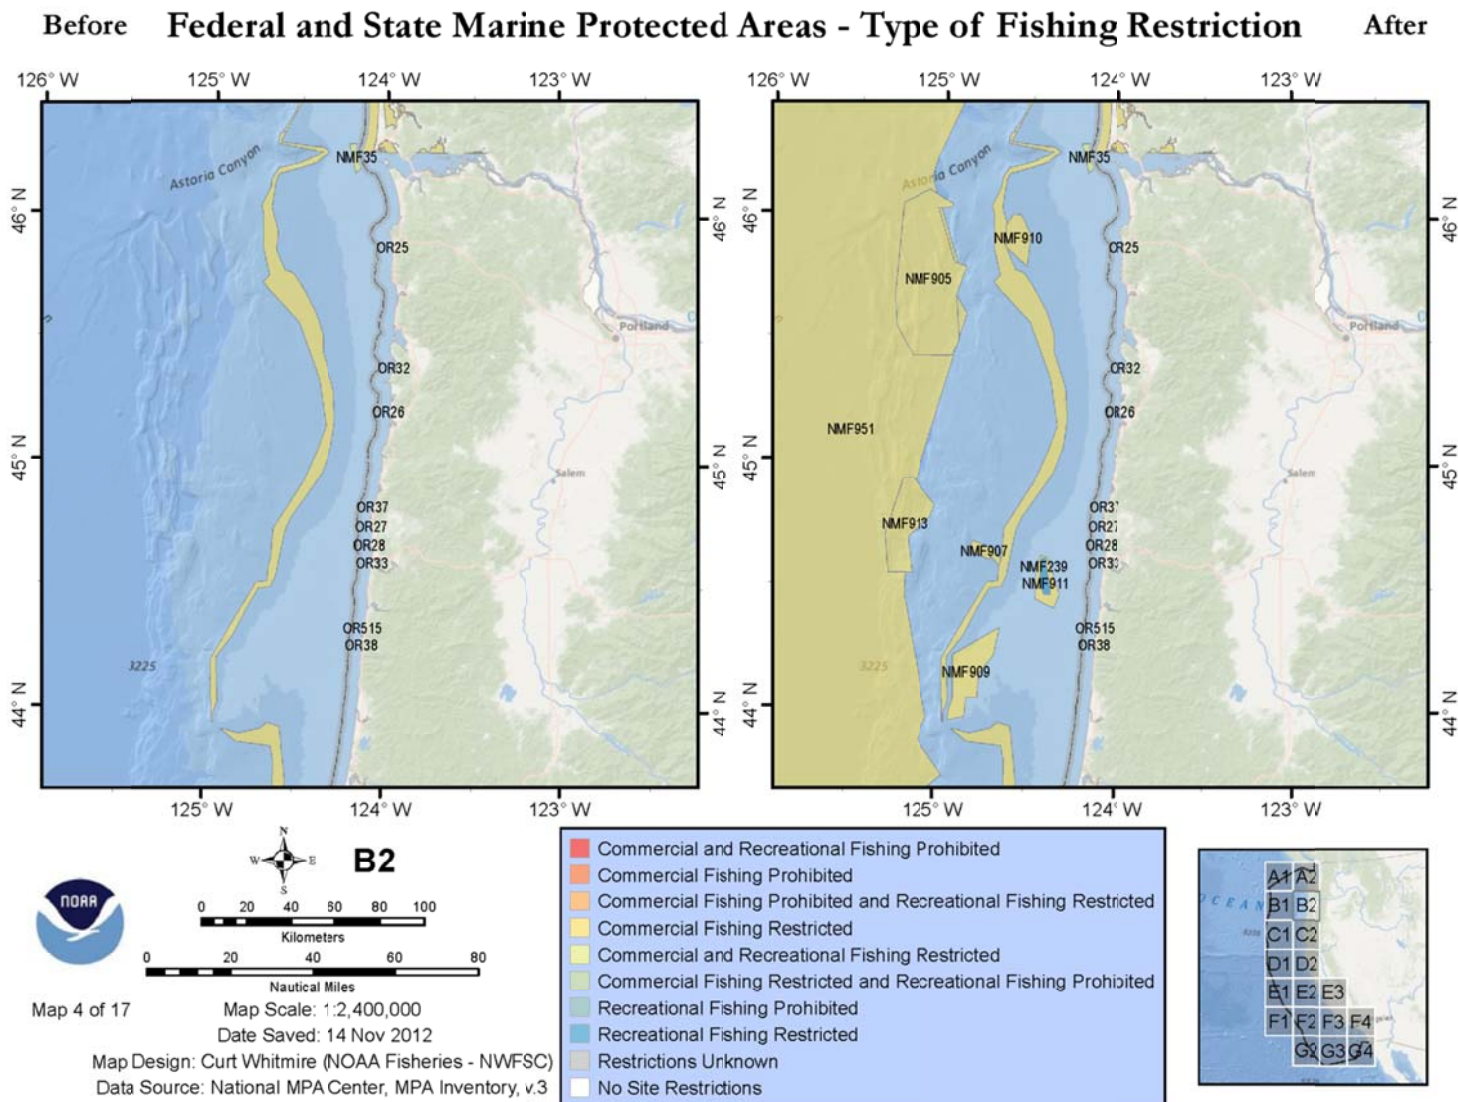 Before Federal and State Marine Protected Areas - Type of Fishing Restriction After
126° W 125° W 124° W 123° W
126° W 125° W 124° W 123° W
Astoria Canyon
NMF35
46° N
OR25
Portland
OR32
OR26
45° N
Salem
OR37
OR27
OR28
OR33
OR515
OR38
3225
44° N
125° W 124° W 123° W
Astoria Canyon
NMF35
46° N
NMF910
OR25
NMF905
Portland
OR32
OR26
NMF951
45° N
Salem
OR37
NMF913
OR27
NMF907
OR28
NMF239
OR33
NMF911
OR515
OR38
3225
NMF909
44° N
125° W 124° W 123° W
N
W E
S
B2
NOAA
0 20 40 60 80 100
Kilometers
0 20 40 60 80
Nautical Miles
Map 4 of 17
Map Scale: 1:2,400,000
Date Saved: 14 Nov 2012
Map Design: Curt Whitmire (NOAA Fisheries - NWFSC)
Data Source: National MPA Center, MPA Inventory, v.3
Commercial and Recreational Fishing Prohibited
Commercial Fishing Prohibited
Commercial Fishing Prohibited and Recreational Fishing Restricted
Commercial Fishing Restricted
Commercial and Recreational Fishing Restricted
Commercial Fishing Restricted and Recreational Fishing Prohibited
Recreational Fishing Prohibited
Recreational Fishing Restricted
Restrictions Unknown
No Site Restrictions
A1 A2
OCEAN B1 B2
C1 C2
D1 D2
E1 E2 E3
F1 F2 F3 F4
G2 G3 G4